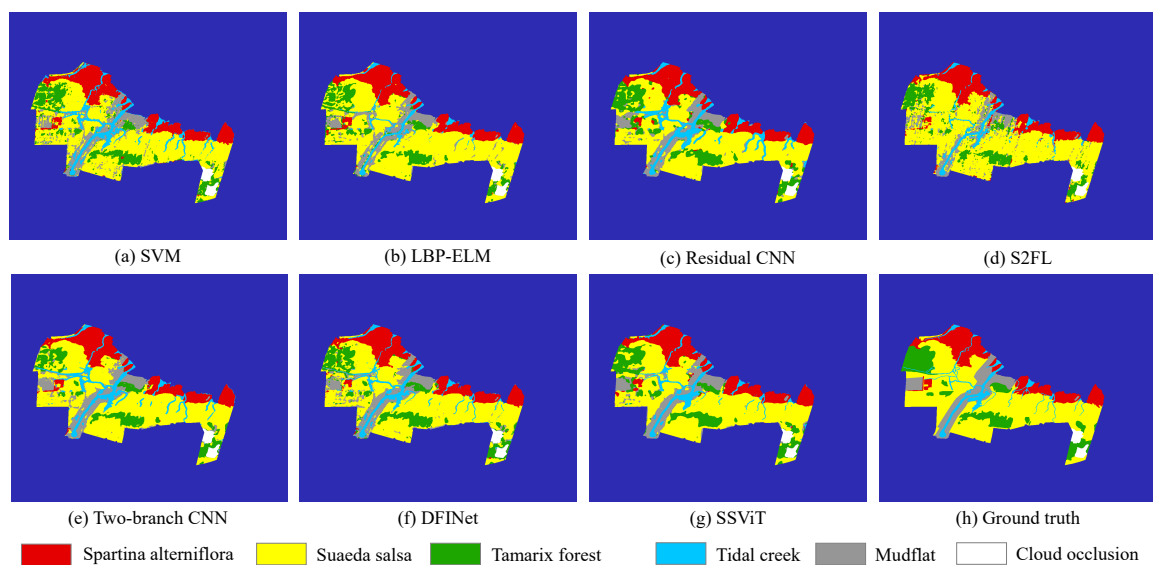 (a) SVM
(b) LBP-ELM
(c) Residual CNN
(d) S2FL
(e) Two-branch CNN
(f) DFINet
(g) SSViT
(h) Ground truth
Spartina alterniflora
Suaeda salsa
Tamarix forest
Tidal creek
Mudflat
Cloud occlusion